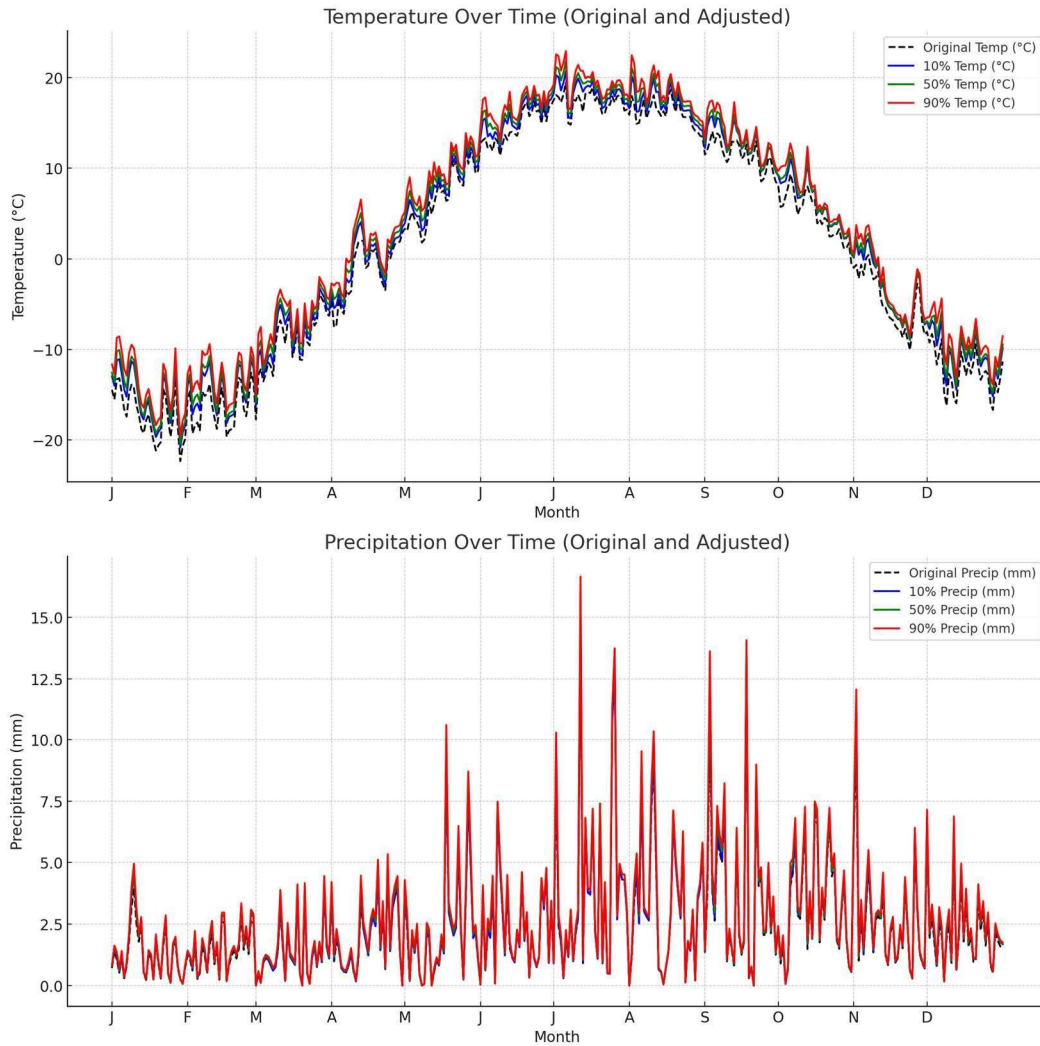 Temperature Over Time (Original and Adjusted)
Original Temp (°C)
10% Temp (°C)
50% Temp (°C)
90% Temp (°C)
20
10
0
−10
−20
Temperature (°C)
J F M A M J J A S O N D
Month
Precipitation Over Time (Original and Adjusted)
Original Precip (mm)
10% Precip (mm)
50% Precip (mm)
90% Precip (mm)
15.0
12.5
10.0
7.5
5.0
2.5
0.0
Precipitation (mm)
J F M A M J J A S O N D
Month